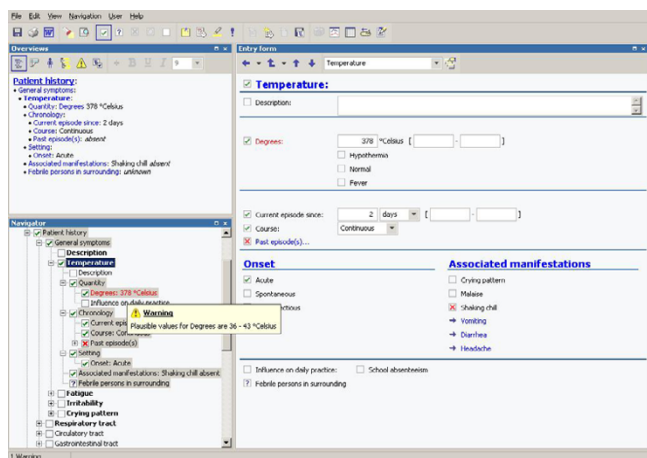 File Edit View Navigation User Help
Overviews
Entry form
B U I 9
Temperature
Patient history:
General symptoms:
Temperature:
Quantity: Degrees 378 °Celsius
Chronology:
Current episode since: 2 days
Course: Continuous
Past episode(s): absent
Setting:
Onset: Acute
Associated manifestations: Shaking chill absent
Febrile persons in surrounding: unknown
Temperature:
Description:
Degrees: 378 °Celsius [ - ]
Hypothermia
Normal
Fever
Current episode since: 2 days [ - ]
Course: Continuous
Past episode(s)...
Onset
Acute
Spontaneous
Associated manifestations
Crying pattern
Malaise
Shaking chill
Vomiting
Diarrhea
Headache
Influence on daily practice: School absenteeism
Febrile persons in surrounding
Navigator
Patient history
General symptoms
Description
Temperature
Description
Quantity
Degrees: 378 °Celsius
Influence on daily practice
Chronology
Current epis
Course: Con
Past episode(s)
Setting
Onset: Acute
Associated manifestations: Shaking chill absent
Febrile persons in surrounding
Fatigue
Irritability
Crying pattern
Respiratory tract
Circulatory tract
Gastrointestinal tract
Warning
Plausible values for Degrees are 36 - 43 °Celsius
! Warning